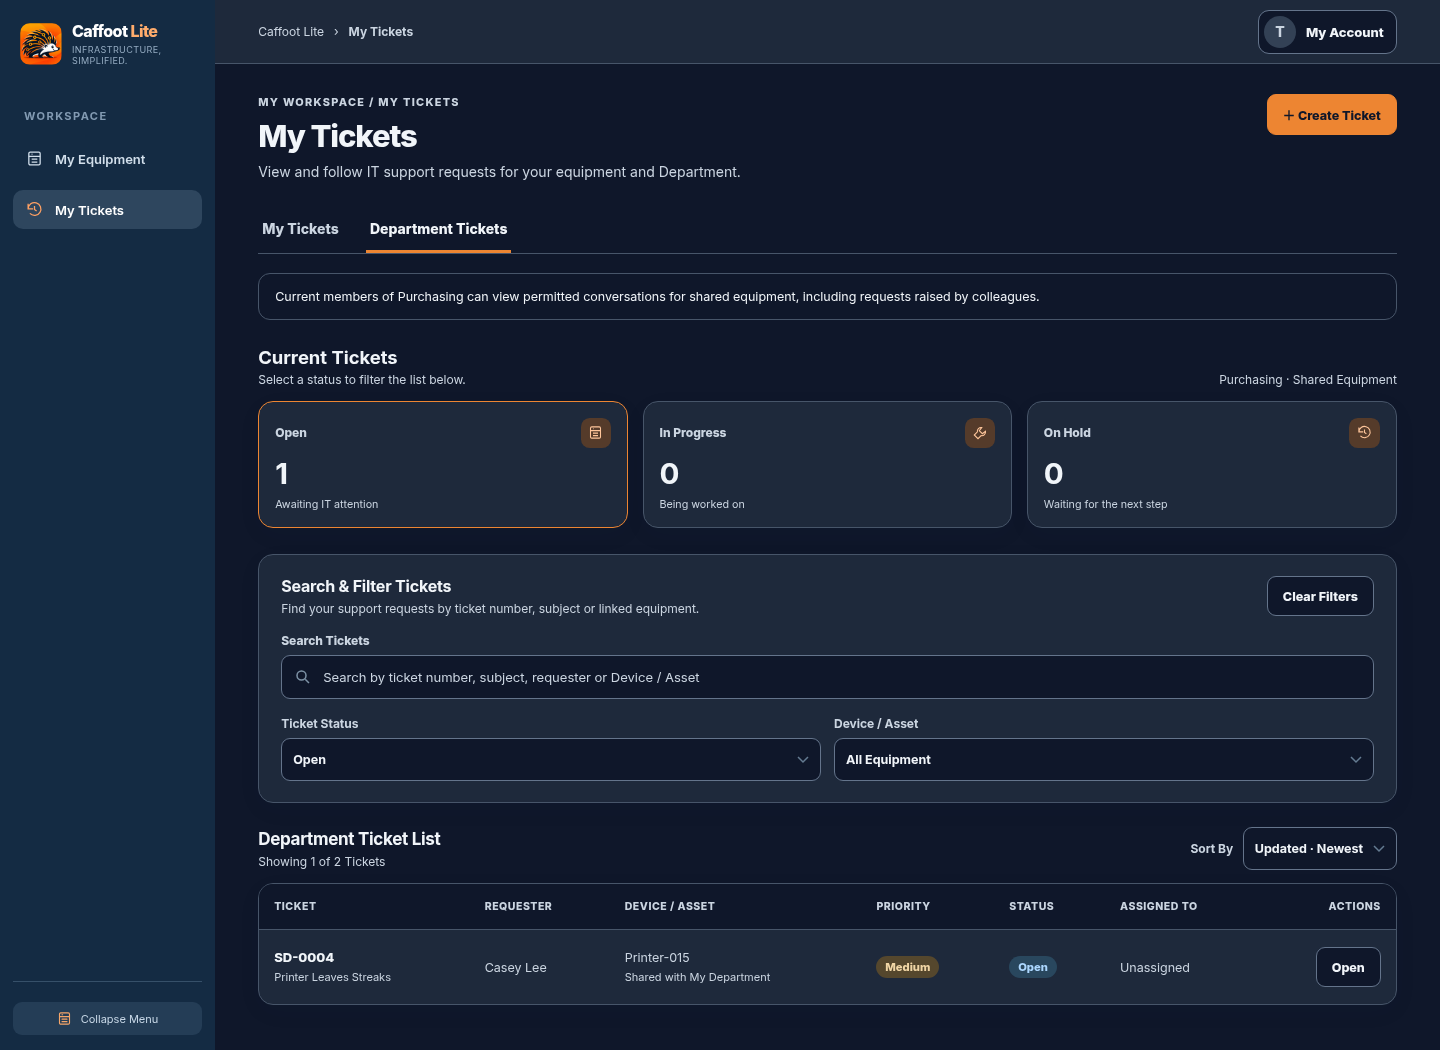 Caffoot Lite
INFRASTRUCTURE,
SIMPLIFIED.
WORKSPACE
My Equipment
My Tickets
Collapse Menu
Caffoot Lite › My Tickets
T My Account
MY WORKSPACE / MY TICKETS
My Tickets
View and follow IT support requests for your equipment and Department.
+ Create Ticket
My Tickets Department Tickets
Current members of Purchasing can view permitted conversations for shared equipment, including requests raised by colleagues.
Current Tickets
Select a status to filter the list below.
Purchasing · Shared Equipment
Open
1
Awaiting IT attention
In Progress
0
Being worked on
On Hold
0
Waiting for the next step
Search & Filter Tickets
Find your support requests by ticket number, subject or linked equipment.
Clear Filters
Search Tickets
Search by ticket number, subject, requester or Device / Asset
Ticket Status
Open
Device / Asset
All Equipment
Department Ticket List
Showing 1 of 2 Tickets
Sort By Updated · Newest
TICKET REQUESTER DEVICE / ASSET PRIORITY STATUS ASSIGNED TO ACTIONS
SD-0004
Printer Leaves Streaks
Casey Lee
Printer-015
Shared with My Department
Medium
Open
Unassigned
Open